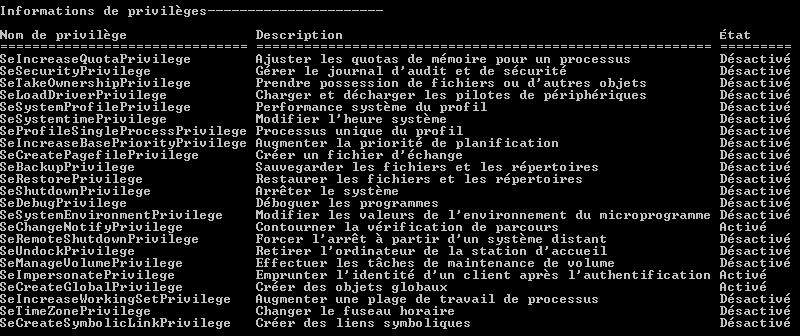 Informations de privilèges----------------------
Nom de privilège Description État
=============================== ========================================================= =========
SeIncreaseQuotaPrivilege Ajuster les quotas de mémoire pour un processus Désactivé
SeSecurityPrivilege Gérer le journal d'audit et de sécurité Désactivé
SeTakeOwnershipPrivilege Prendre possession de fichiers ou d'autres objets Désactivé
SeLoadDriverPrivilege Charger et décharger les pilotes de périphériques Désactivé
SeSystemProfilePrivilege Performance système du profil Désactivé
SeSystemtimePrivilege Modifier l'heure système Désactivé
SeProfileSingleProcessPrivilege Processus unique du profil Désactivé
SeIncreaseBasePriorityPrivilege Augmenter la priorité de planification Désactivé
SeCreatePagefilePrivilege Créer un fichier d'échange Désactivé
SeBackupPrivilege Sauvegarder les fichiers et les répertoires Désactivé
SeRestorePrivilege Restaurer les fichiers et les répertoires Désactivé
SeShutdownPrivilege Arrêter le système Désactivé
SeDebugPrivilege Déboguer les programmes Désactivé
SeSystemEnvironmentPrivilege Modifier les valeurs de l'environnement du microprogramme Désactivé
SeChangeNotifyPrivilege Contourner la vérification de parcours Activé
SeRemoteShutdownPrivilege Forcer l'arrêt à partir d'un système distant Désactivé
SeUndockPrivilege Retirer l'ordinateur de la station d'accueil Désactivé
SeManageVolumePrivilege Effectuer les tâches de maintenance de volume Désactivé
SeImpersonatePrivilege Emprunter l'identité d'un client après l'authentification Activé
SeCreateGlobalPrivilege Créer des objets globaux Activé
SeIncreaseWorkingSetPrivilege Augmenter une plage de travail de processus Désactivé
SeTimeZonePrivilege Changer le fuseau horaire Désactivé
SeCreateSymbolicLinkPrivilege Créer des liens symboliques Désactivé